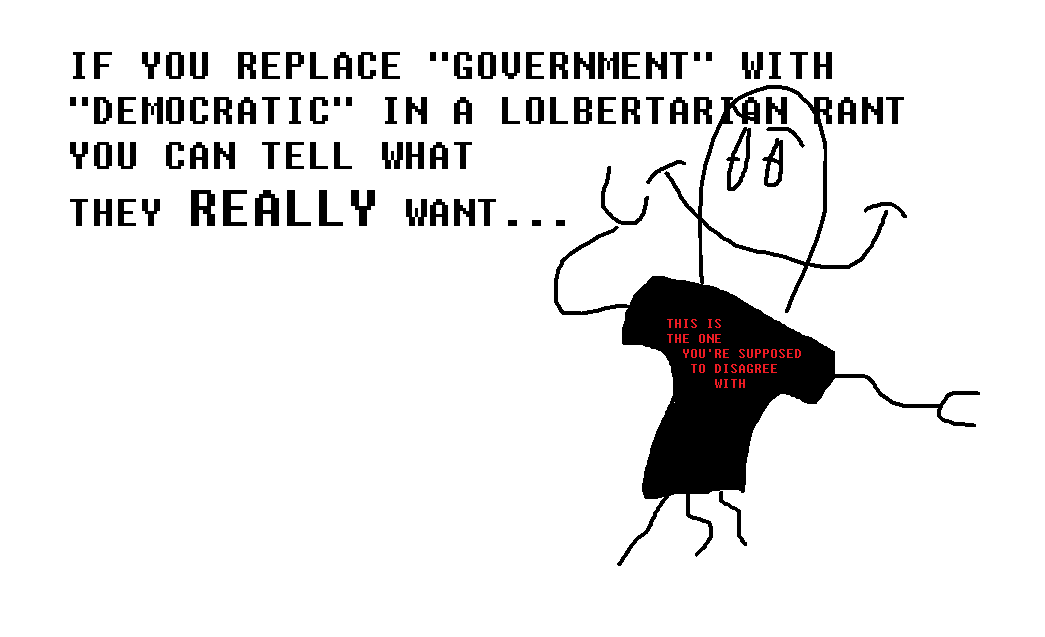 IF YOU REPLACE "GOVERNMENT" WITH
"DEMOCRATIC" IN A LOLBERTARIAN RANT
YOU CAN TELL WHAT
THEY REALLY WANT...
THIS IS
THE ONE
YOU'RE SUPPOSED
TO DISAGREE
WITH